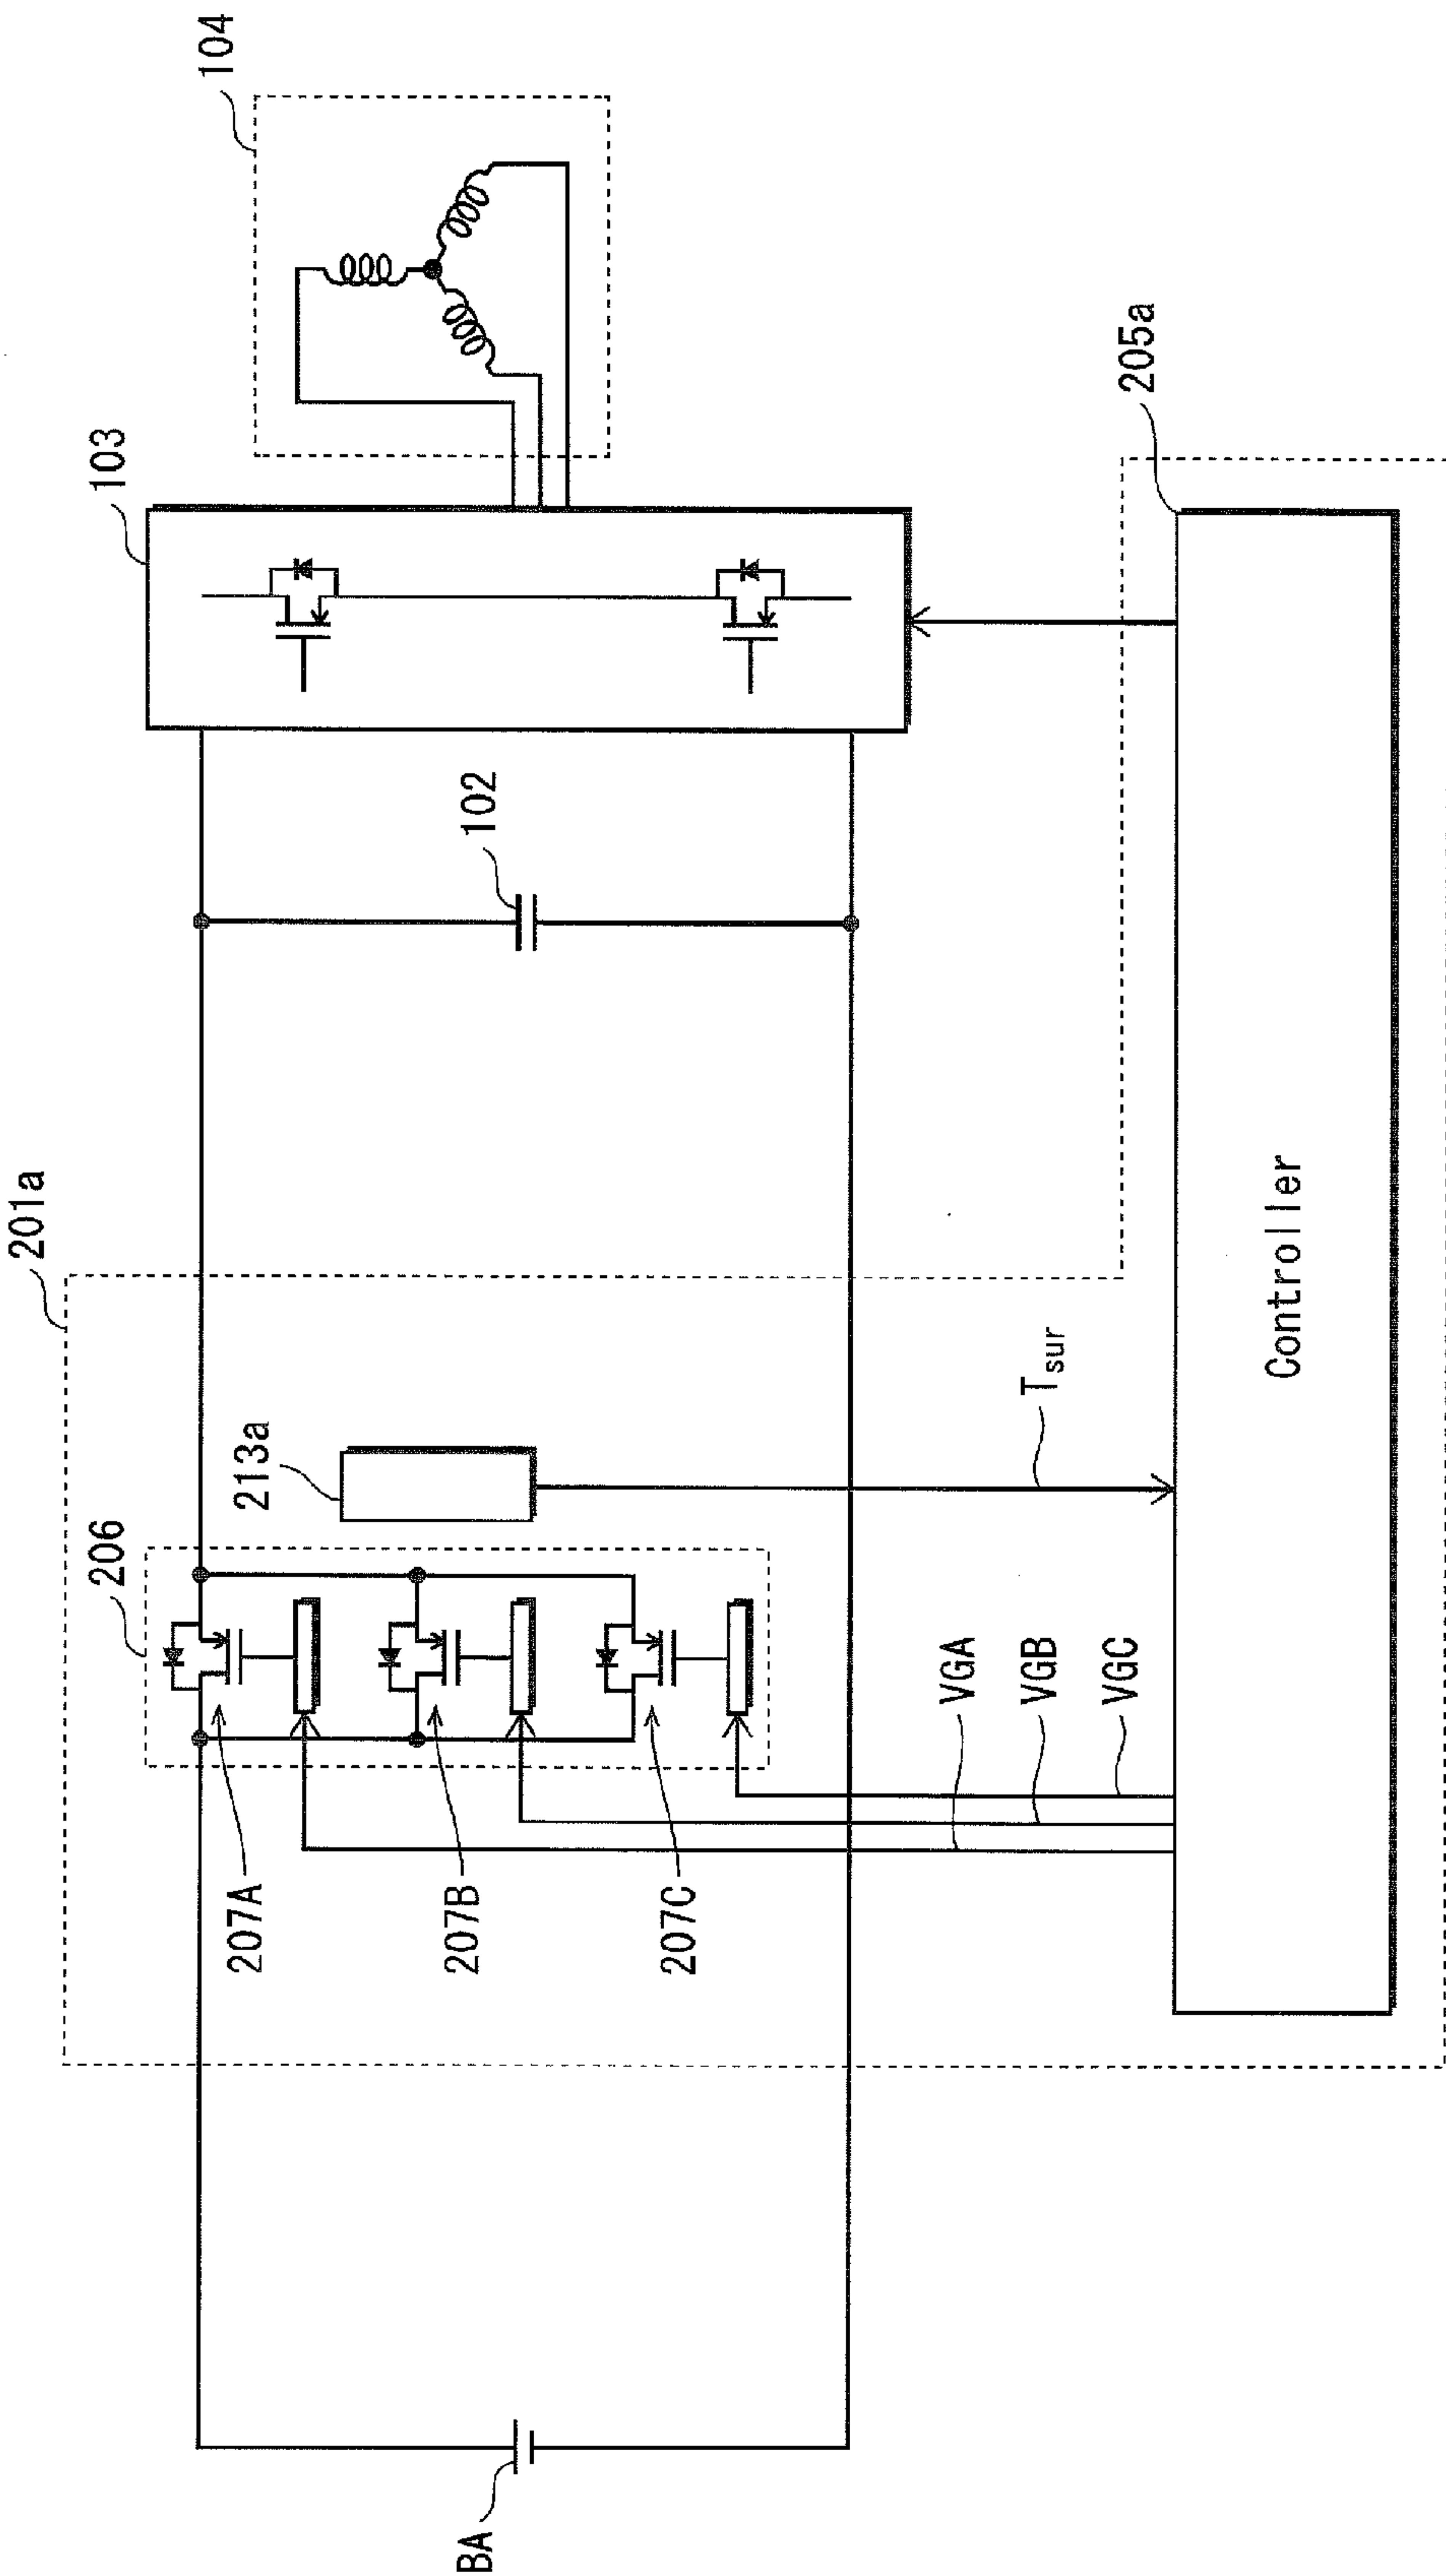 201a
103
104
206
213a
102
207A
207B
207C
BA
VGA
VGB
VGC
T_sur
205a
Controller